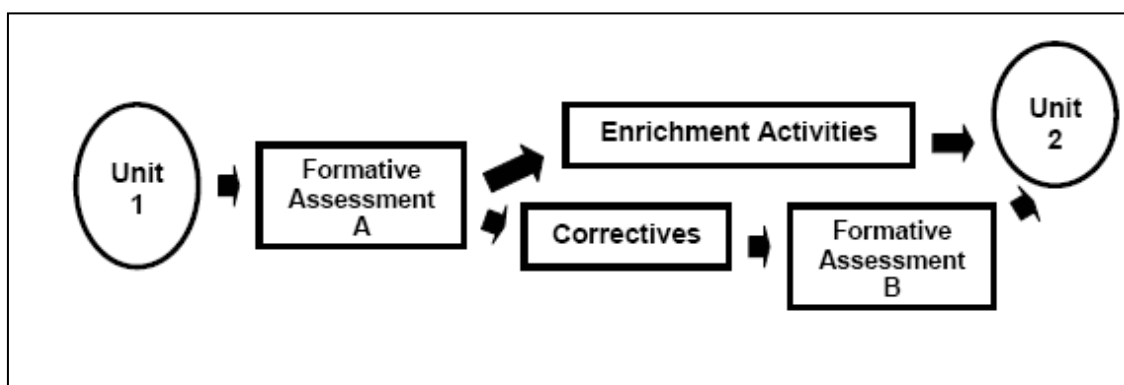 Unit
1
Formative
Assessment
A
Enrichment Activities
Correctives
Formative
Assessment
B
Unit
2